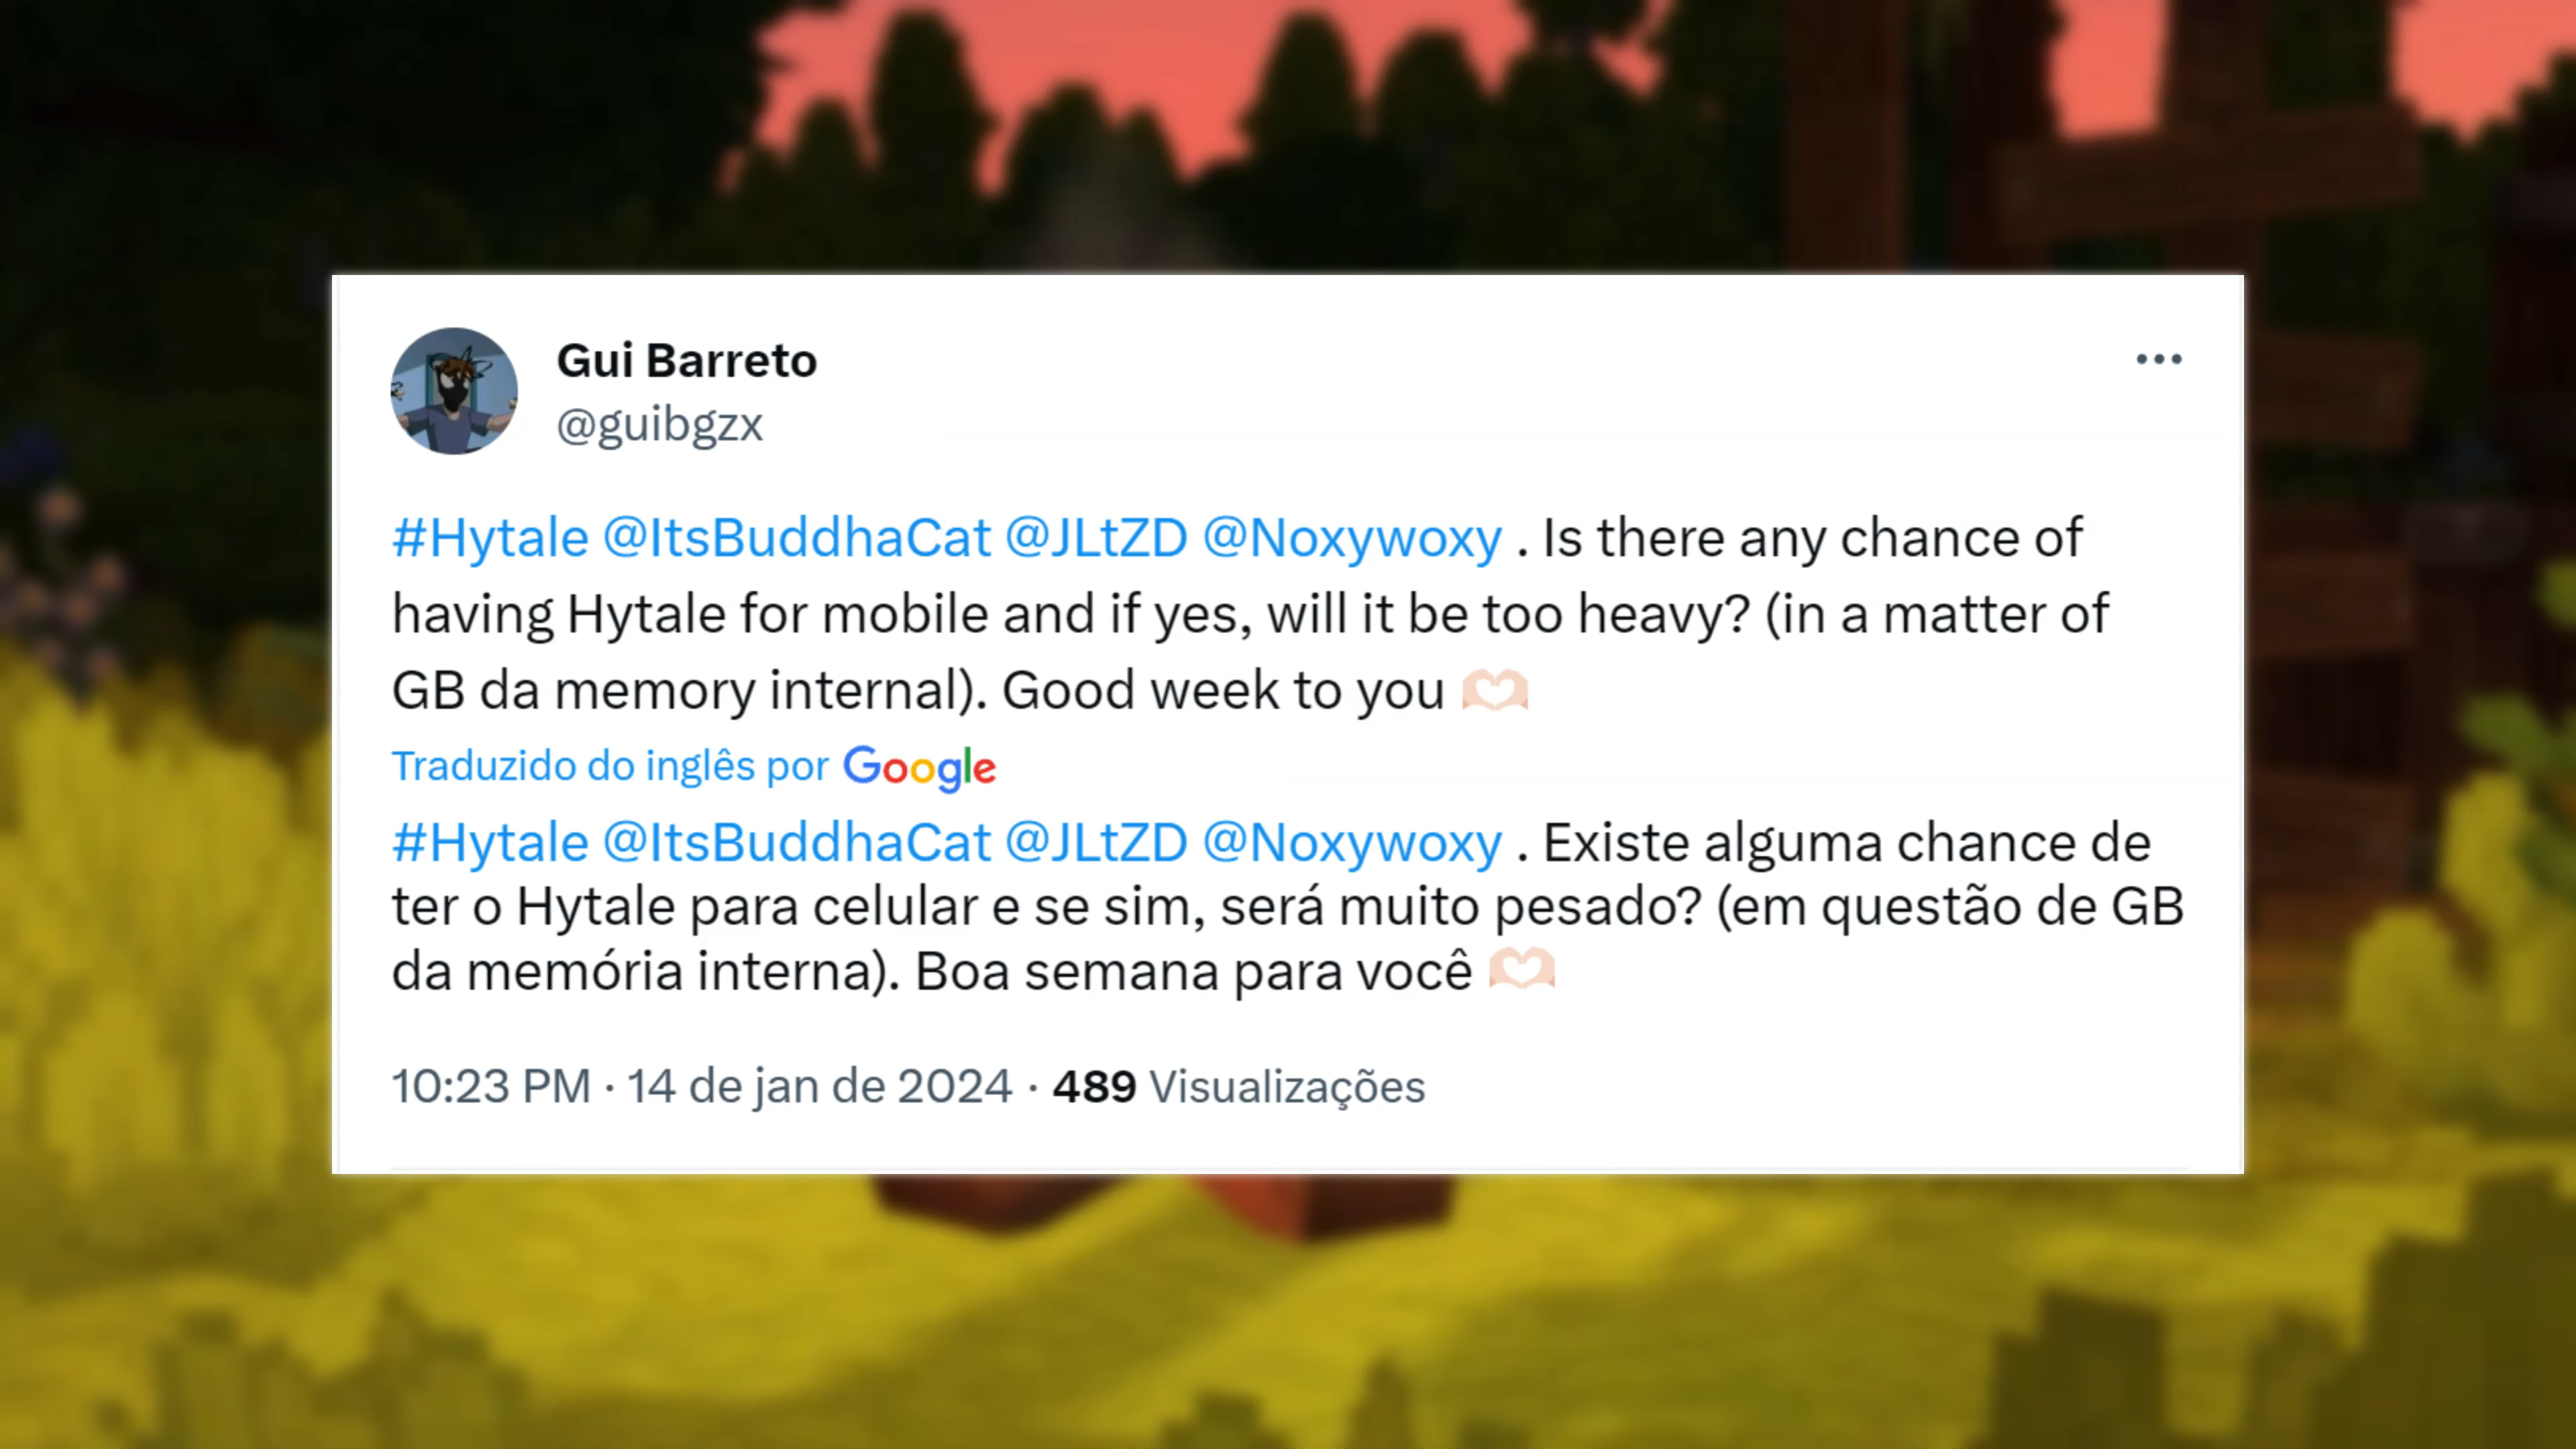 Gui Barreto
@guibgzx
#Hytale @ItsBuddhaCat @JLtZD @Noxywoxy . Is there any chance of
having Hytale for mobile and if yes, will it be too heavy? (in a matter of
GB da memory internal). Good week to you 🫶🏻
Traduzido do inglês por Google
#Hytale @ItsBuddhaCat @JLtZD @Noxywoxy . Existe alguma chance de
ter o Hytale para celular e se sim, será muito pesado? (em questão de GB
da memória interna). Boa semana para você 🫶🏻
10:23 PM · 14 de jan de 2024 · 489 Visualizações